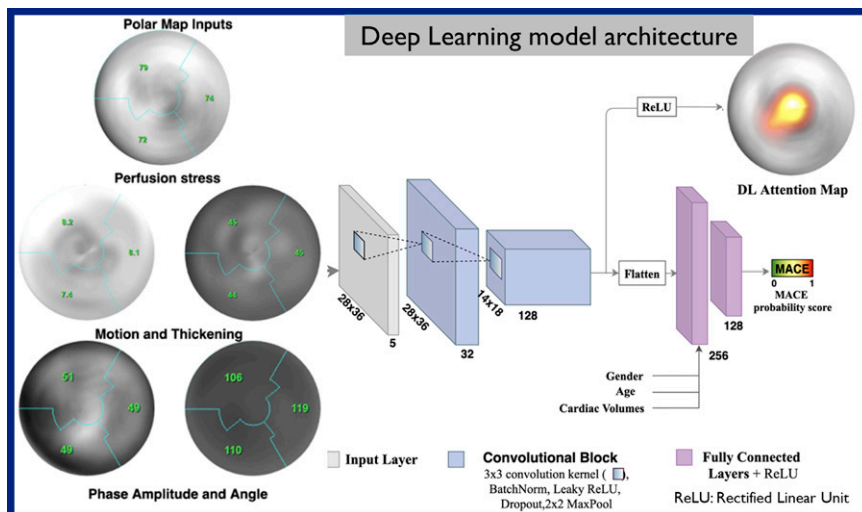 Deep Learning model architecture
Polar Map Inputs
79
74
72
Perfusion stress
8.2
8.1
7.4
45
45
44
Motion and Thickening
51
49
49
106
119
110
Phase Amplitude and Angle
28x36
5
28x36
32
14x18
128
ReLU
DL Attention Map
Flatten
256
128
MACE
0 1
MACE
probability score
Gender
Age
Cardiac Volumes
Input Layer
Convolutional Block
3x3 convolution kernel ( ),
BatchNorm, Leaky ReLU,
Dropout,2x2 MaxPool
Fully Connected
Layers + ReLU
ReLU: Rectified Linear Unit